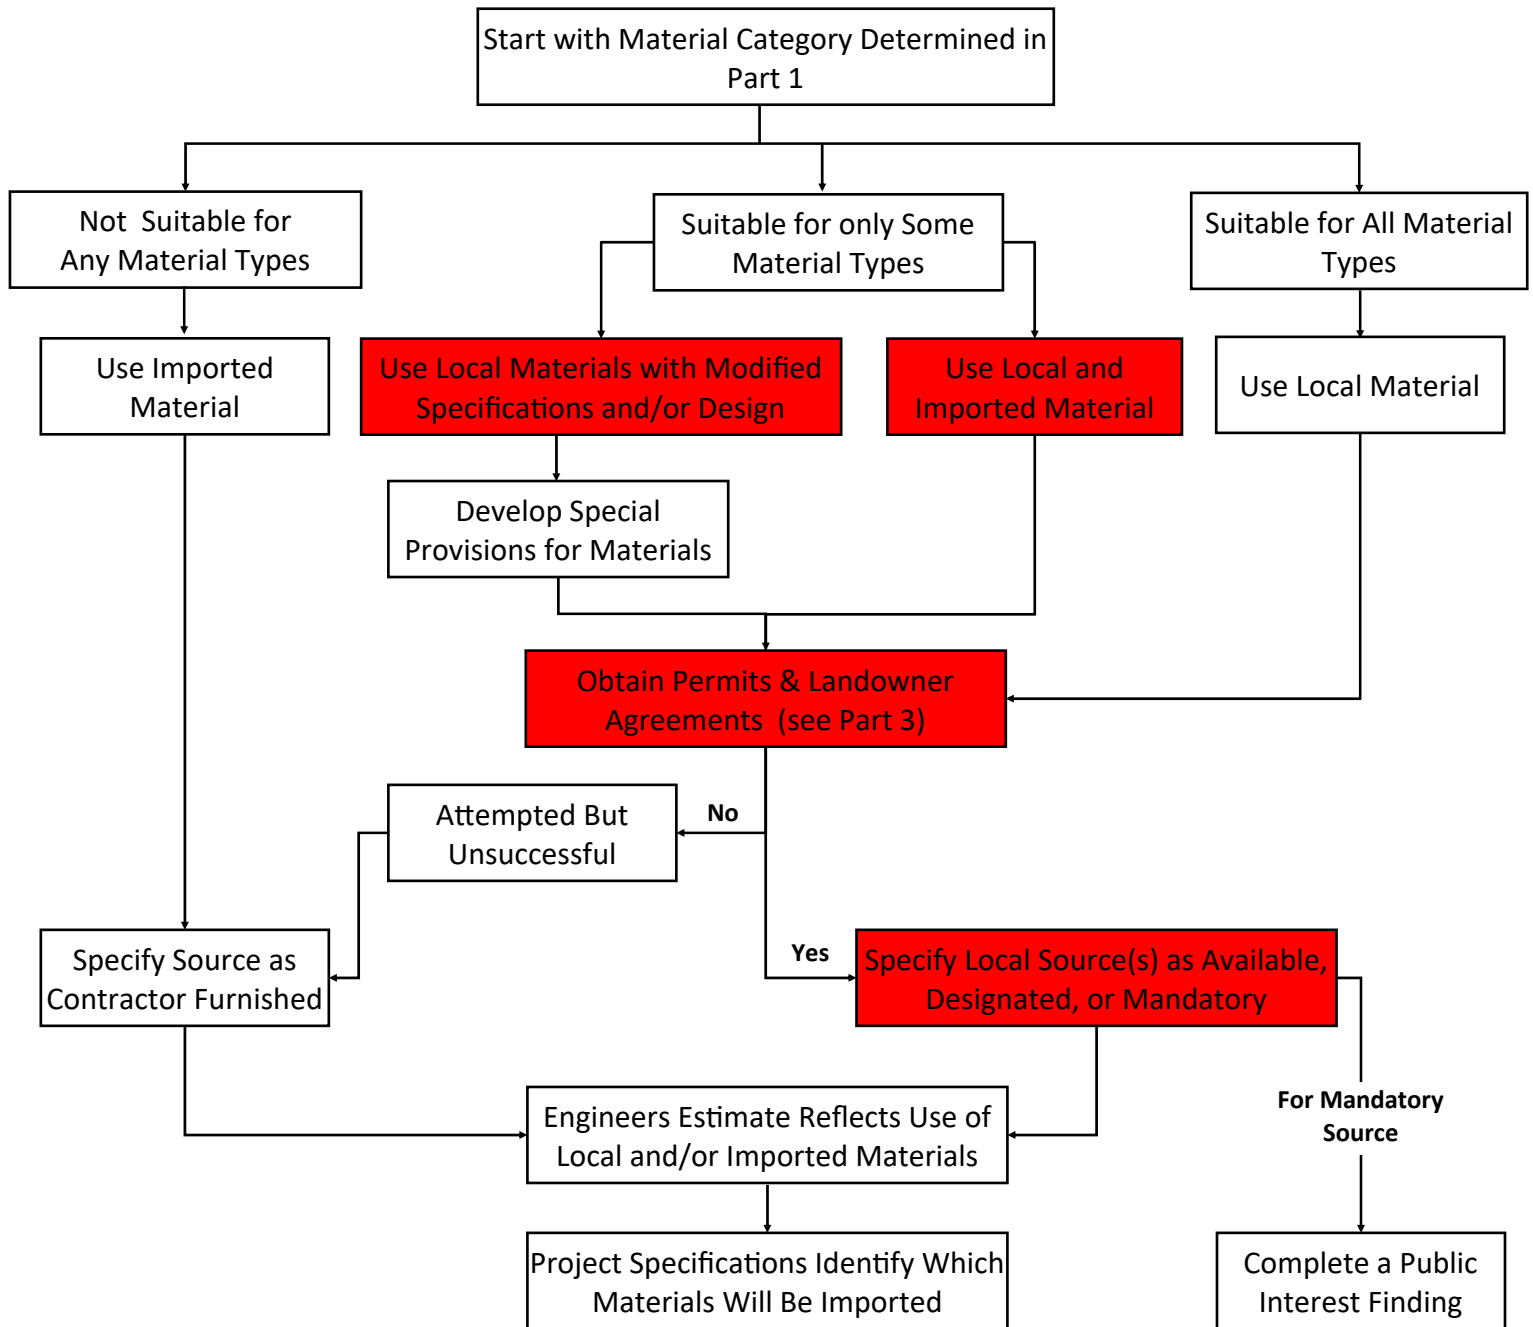 Start with Material Category Determined in
Part 1
Not Suitable for
Any Material Types
Suitable for only Some
Material Types
Suitable for All Material
Types
Use Imported
Material
Use Local Materials with Modified
Specifications and/or Design
Use Local and
Imported Material
Use Local Material
Develop Special
Provisions for Materials
Obtain Permits & Landowner
Agreements (see Part 3)
Attempted But
Unsuccessful
No
Specify Source as
Contractor Furnished
Yes
Specify Local Source(s) as Available,
Designated, or Mandatory
Engineers Estimate Reflects Use of
Local and/or Imported Materials
For Mandatory
Source
Project Specifications Identify Which
Materials Will Be Imported
Complete a Public
Interest Finding